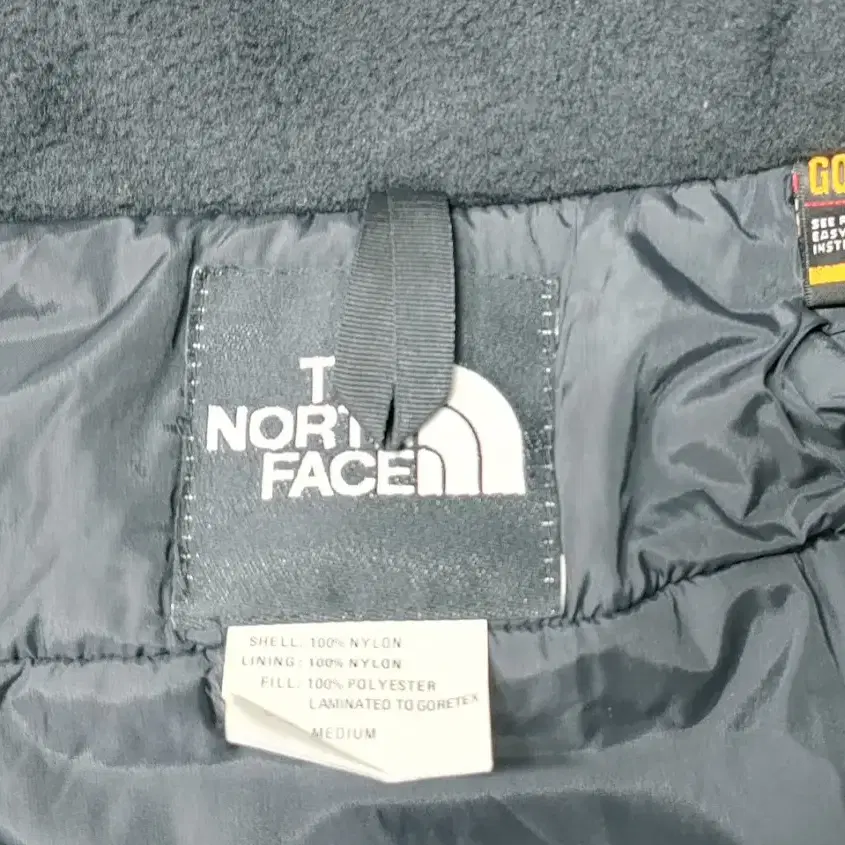 GO
SEE
EASY
INST
T
NORT
FACE
SHELL: 100% NYLON
LINING: 100% NYLON
FILL: 100% POLYESTER
LAMINATED TO GORETEX
MEDIUM